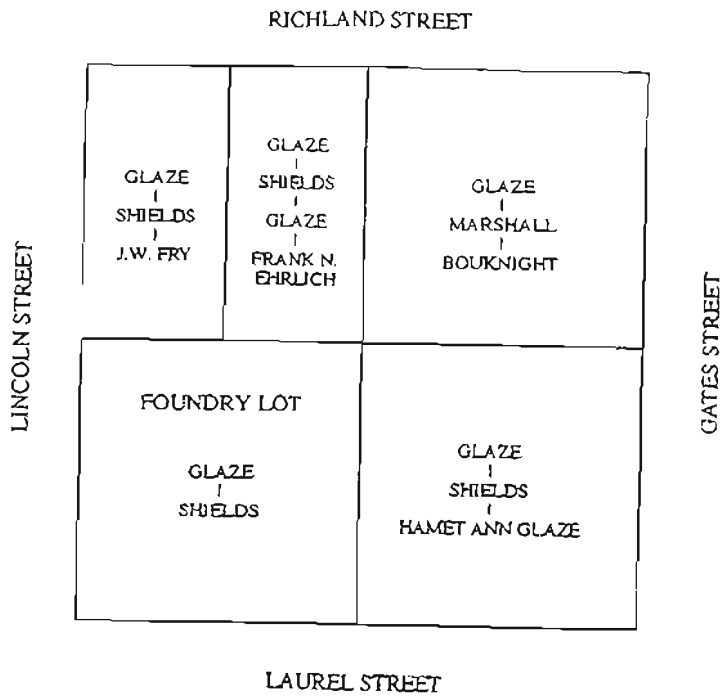 RICHLAND STREET
GLAZE
SHIELDS
J.W. FRY
GLAZE
SHIELDS
GLAZE
FRANK N.
EHRLICH
GLAZE
MARSHALL
BOUKNIGHT
LINCOLN STREET
GATES STREET
FOUNDRY LOT
GLAZE
SHIELDS
GLAZE
SHIELDS
HAMET ANN GLAZE
LAUREL STREET